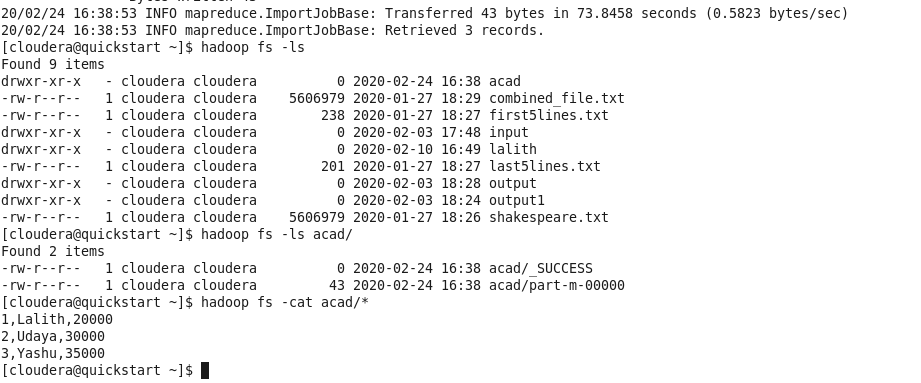 20/02/24 16:38:53 INFO mapreduce.ImportJobBase: Transferred 43 bytes in 73.8458 seconds (0.5823 bytes/sec)
20/02/24 16:38:53 INFO mapreduce.ImportJobBase: Retrieved 3 records.
[cloudera@quickstart ~]$ hadoop fs -ls
Found 9 items
drwxr-xr-x   - cloudera cloudera          0 2020-02-24 16:38 acad
-rw-r--r--   1 cloudera cloudera    5606979 2020-01-27 18:29 combined_file.txt
-rw-r--r--   1 cloudera cloudera        238 2020-01-27 18:27 first5lines.txt
drwxr-xr-x   - cloudera cloudera          0 2020-02-03 17:48 input
drwxr-xr-x   - cloudera cloudera          0 2020-02-10 16:49 lalith
-rw-r--r--   1 cloudera cloudera        201 2020-01-27 18:27 last5lines.txt
drwxr-xr-x   - cloudera cloudera          0 2020-02-03 18:28 output
drwxr-xr-x   - cloudera cloudera          0 2020-02-03 18:24 output1
-rw-r--r--   1 cloudera cloudera    5606979 2020-01-27 18:26 shakespeare.txt
[cloudera@quickstart ~]$ hadoop fs -ls acad/
Found 2 items
-rw-r--r--   1 cloudera cloudera          0 2020-02-24 16:38 acad/_SUCCESS
-rw-r--r--   1 cloudera cloudera         43 2020-02-24 16:38 acad/part-m-00000
[cloudera@quickstart ~]$ hadoop fs -cat acad/*
1,Lalith,20000
2,Udaya,30000
3,Yashu,35000
[cloudera@quickstart ~]$